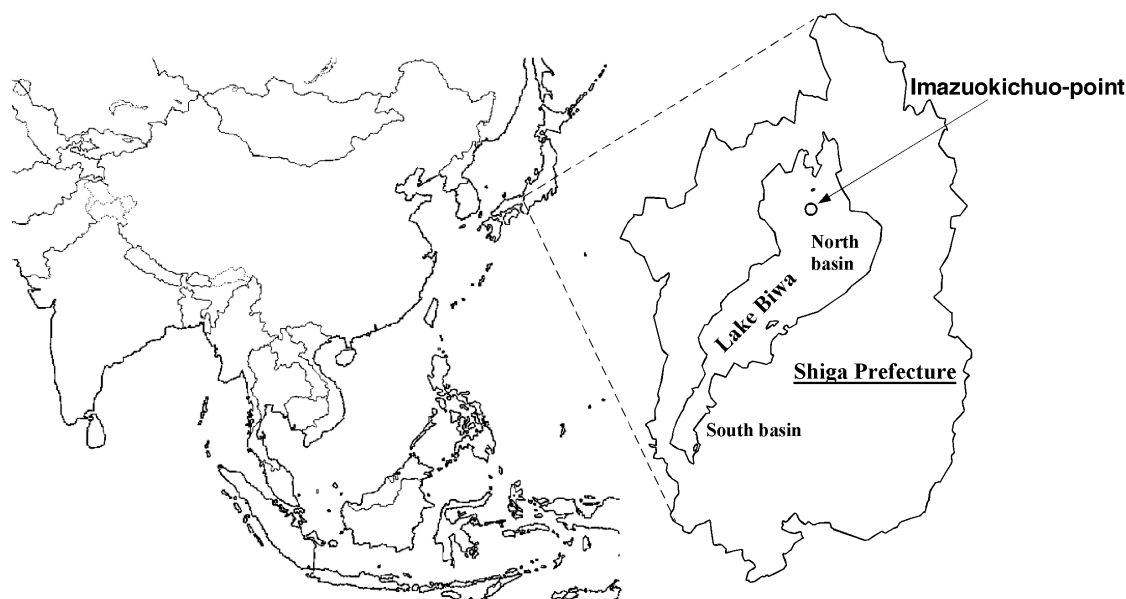 Imazuokichuo-point
North
basin
Lake Biwa
Shiga Prefecture
South basin